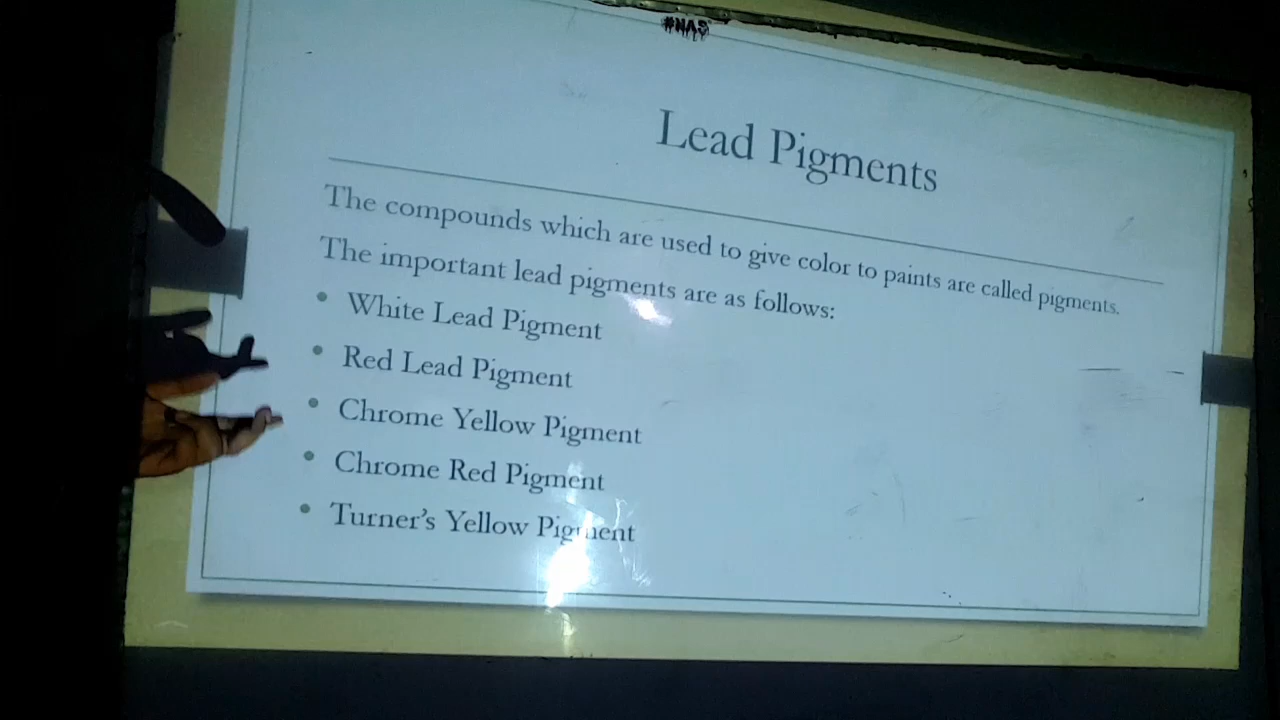 #NAS
Lead Pigments
The compounds which are used to give color to paints are called pigments.
The important lead pigments are as follows:
• White Lead Pigment
• Red Lead Pigment
• Chrome Yellow Pigment
• Chrome Red Pigment
• Turner's Yellow Pigment